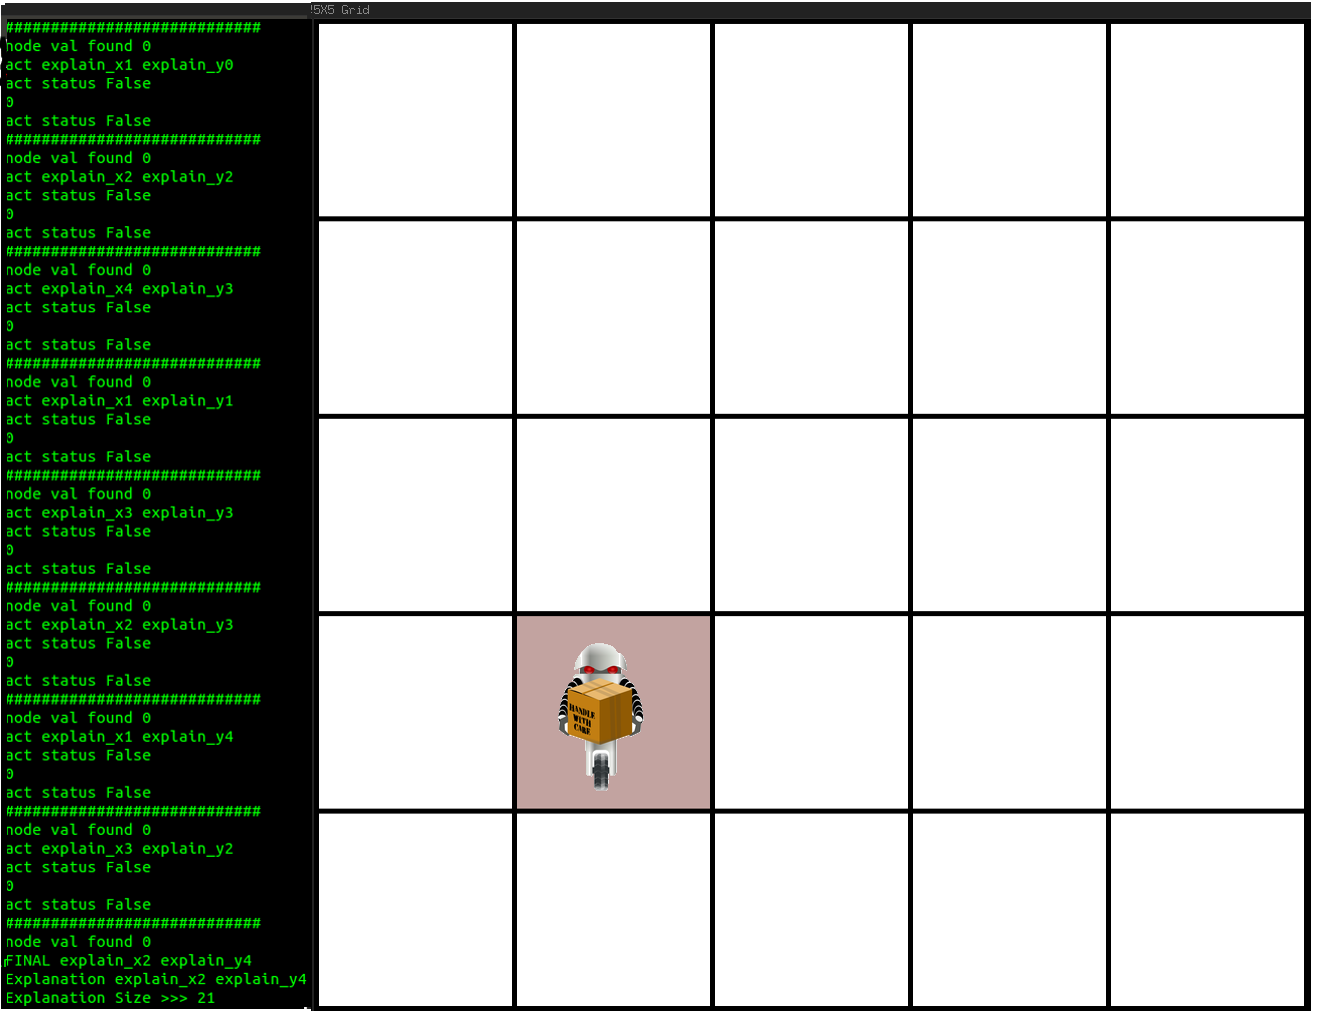 !5X5 Grid
############################
node val found 0
act explain_x1 explain_y0
act status False
0
act status False
############################
node val found 0
act explain_x2 explain_y2
act status False
0
act status False
############################
node val found 0
act explain_x4 explain_y3
act status False
0
act status False
############################
node val found 0
act explain_x1 explain_y1
act status False
0
act status False
############################
node val found 0
act explain_x3 explain_y3
act status False
0
act status False
############################
node val found 0
act explain_x2 explain_y3
act status False
0
act status False
############################
node val found 0
act explain_x1 explain_y4
act status False
0
act status False
############################
node val found 0
act explain_x3 explain_y2
act status False
0
act status False
############################
node val found 0
FINAL explain_x2 explain_y4
Explanation explain_x2 explain_y4
Explanation Size >>> 21
HANDLE
WITH
CARE